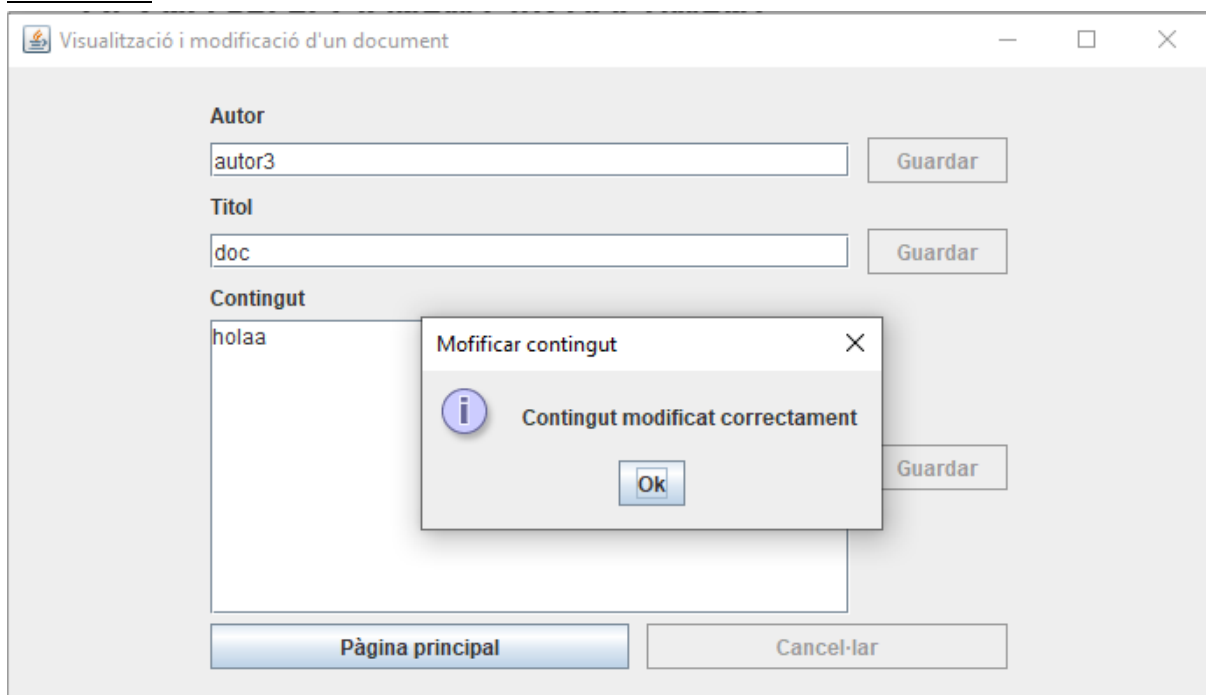 Visualització i modificació d'un document
Autor
autor3
Guardar
Titol
doc
Guardar
Contingut
holaa
Mofificar contingut
Contingut modificat correctament
Ok
Guardar
Pàgina principal
Cancel·lar